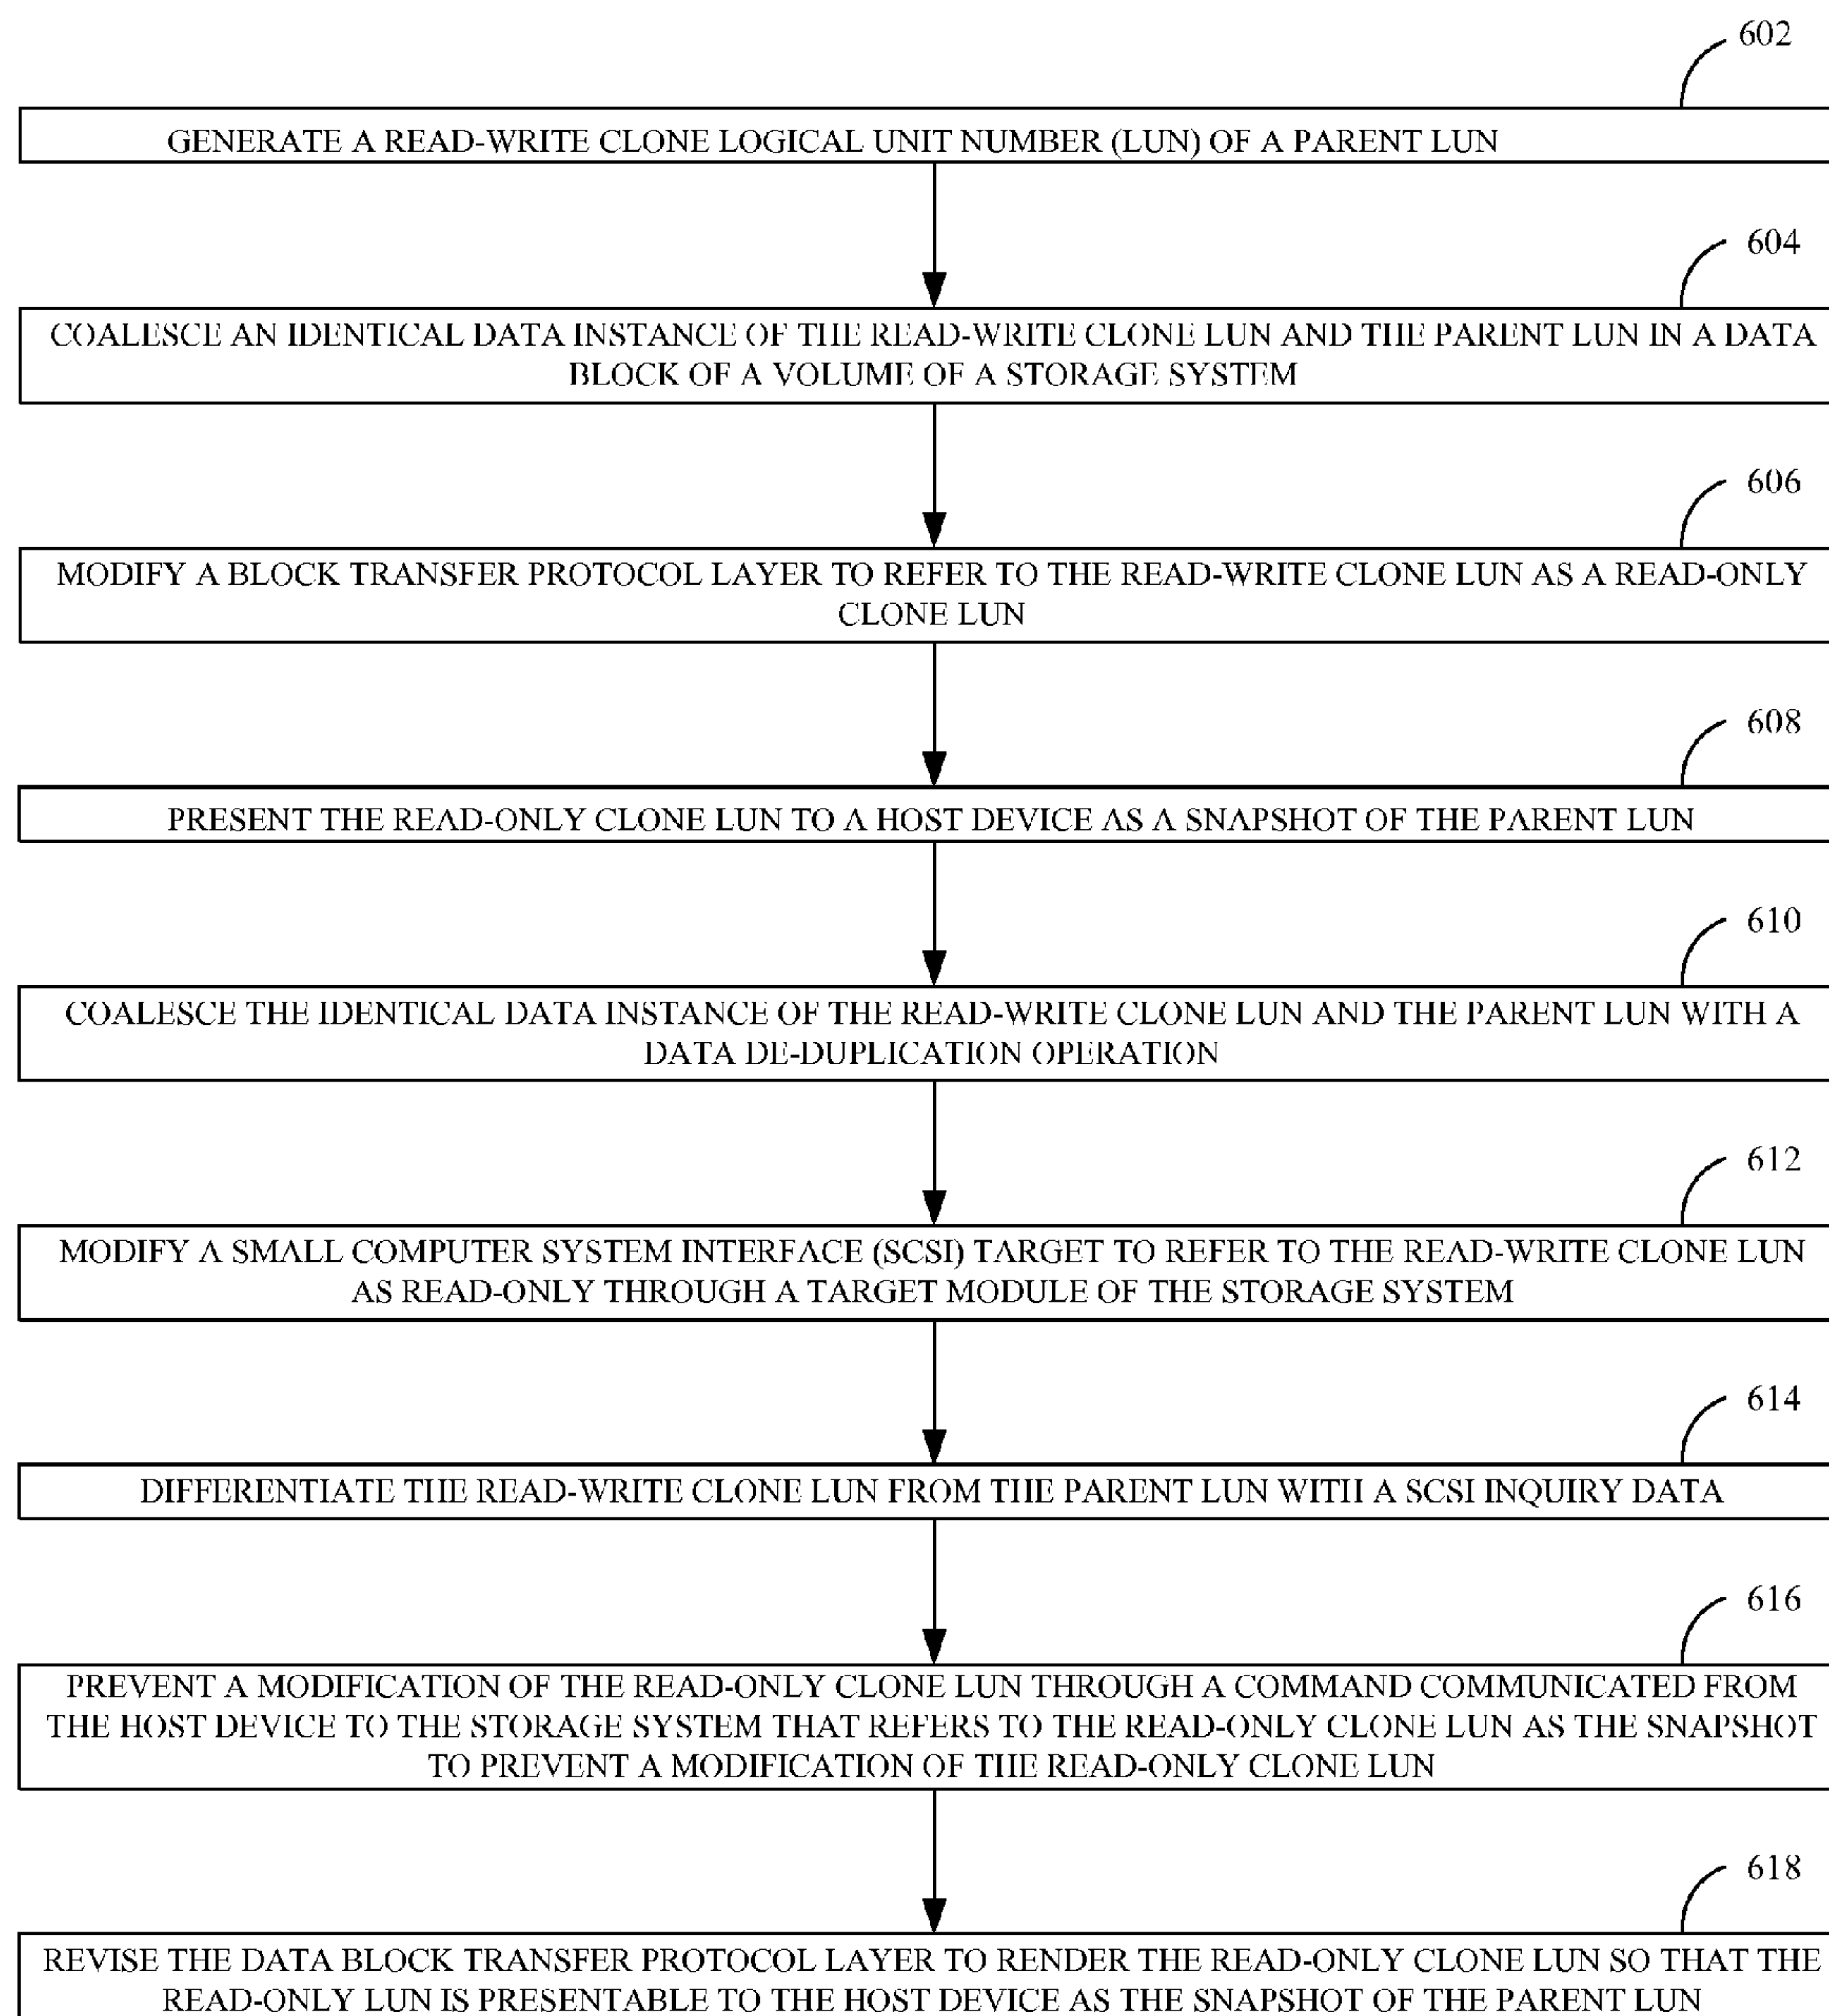 602
GENERATE A READ-WRITE CLONE LOGICAL UNIT NUMBER (LUN) OF A PARENT LUN
604
COALESCE AN IDENTICAL DATA INSTANCE OF THE READ-WRITE CLONE LUN AND THE PARENT LUN IN A DATA
BLOCK OF A VOLUME OF A STORAGE SYSTEM
606
MODIFY A BLOCK TRANSFER PROTOCOL LAYER TO REFER TO THE READ-WRITE CLONE LUN AS A READ-ONLY
CLONE LUN
608
PRESENT THE READ-ONLY CLONE LUN TO A HOST DEVICE AS A SNAPSHOT OF THE PARENT LUN
610
COALESCE THE IDENTICAL DATA INSTANCE OF THE READ-WRITE CLONE LUN AND THE PARENT LUN WITH A
DATA DE-DUPLICATION OPERATION
612
MODIFY A SMALL COMPUTER SYSTEM INTERFACE (SCSI) TARGET TO REFER TO THE READ-WRITE CLONE LUN
AS READ-ONLY THROUGH A TARGET MODULE OF THE STORAGE SYSTEM
614
DIFFERENTIATE THE READ-WRITE CLONE LUN FROM THE PARENT LUN WITH A SCSI INQUIRY DATA
616
PREVENT A MODIFICATION OF THE READ-ONLY CLONE LUN THROUGH A COMMAND COMMUNICATED FROM
THE HOST DEVICE TO THE STORAGE SYSTEM THAT REFERS TO THE READ-ONLY CLONE LUN AS THE SNAPSHOT
TO PREVENT A MODIFICATION OF THE READ-ONLY CLONE LUN
618
REVISE THE DATA BLOCK TRANSFER PROTOCOL LAYER TO RENDER THE READ-ONLY CLONE LUN SO THAT THE
READ-ONLY LUN IS PRESENTABLE TO THE HOST DEVICE AS THE SNAPSHOT OF THE PARENT LUN